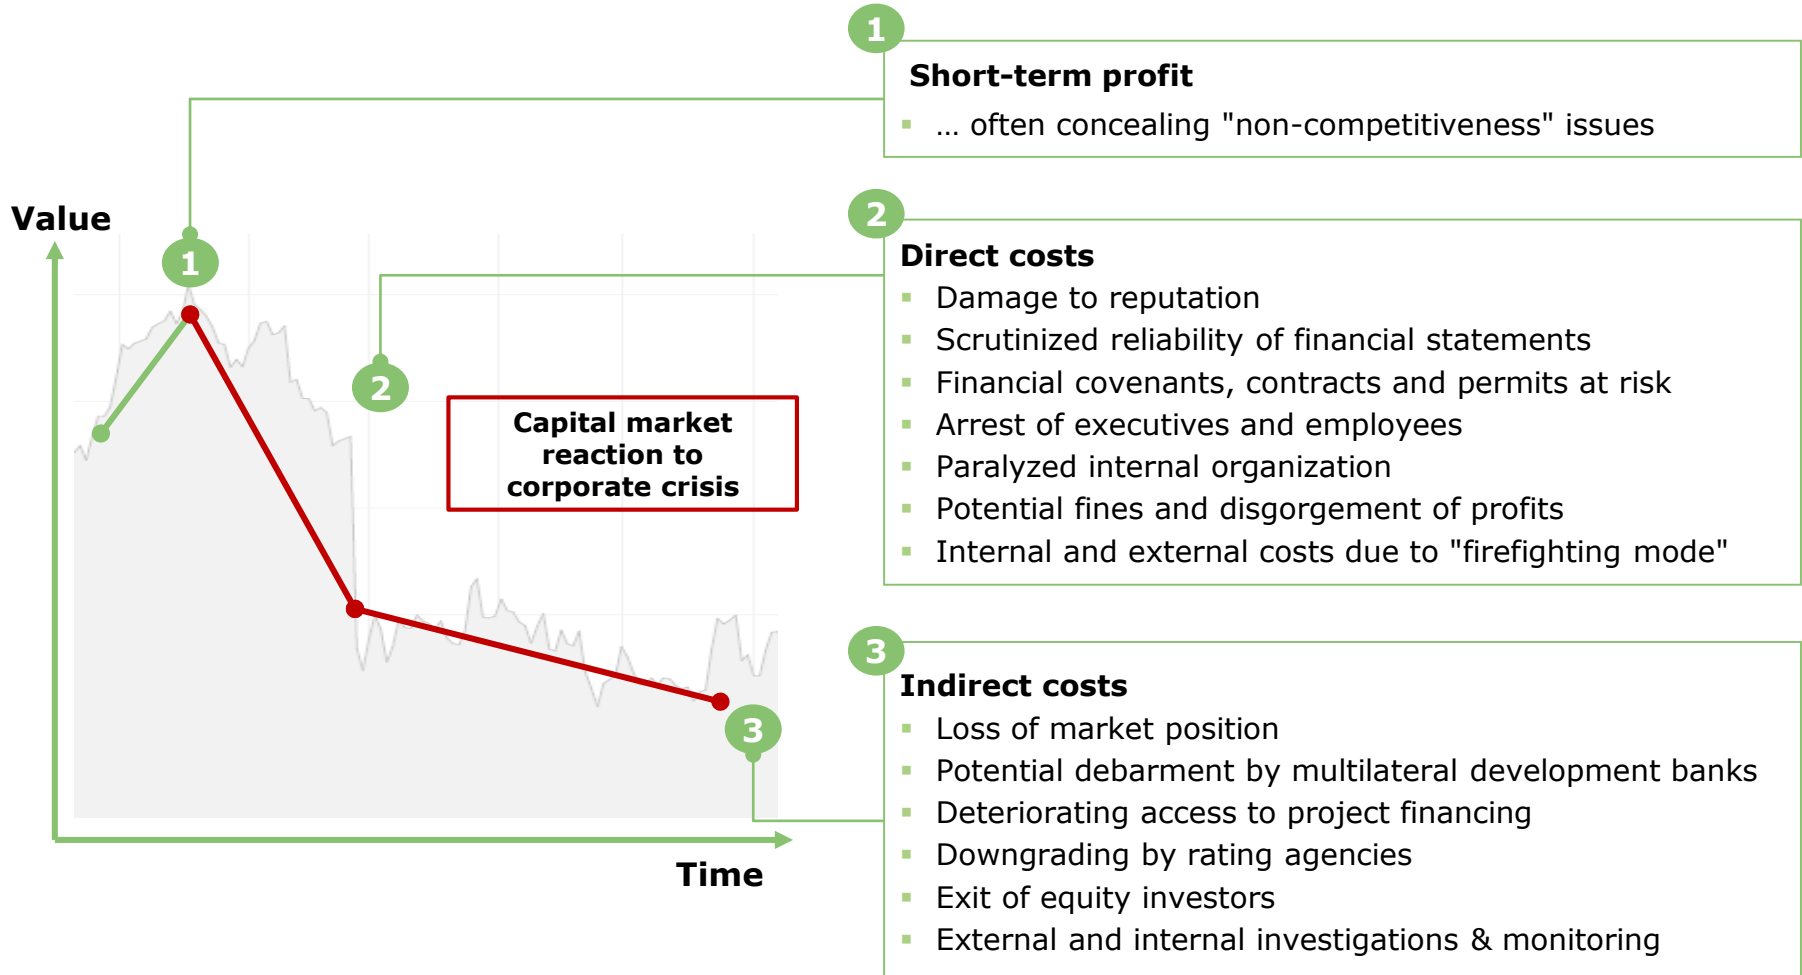 1
Short-term profit
… often concealing "non-competitiveness" issues
Value
1
2
Direct costs
Damage to reputation
Scrutinized reliability of financial statements
Financial covenants, contracts and permits at risk
Arrest of executives and employees
Paralyzed internal organization
Potential fines and disgorgement of profits
Internal and external costs due to "firefighting mode"
2
Capital market
reaction to
corporate crisis
3
3
Indirect costs
Loss of market position
Potential debarment by multilateral development banks
Deteriorating access to project financing
Downgrading by rating agencies
Exit of equity investors
External and internal investigations & monitoring
Time